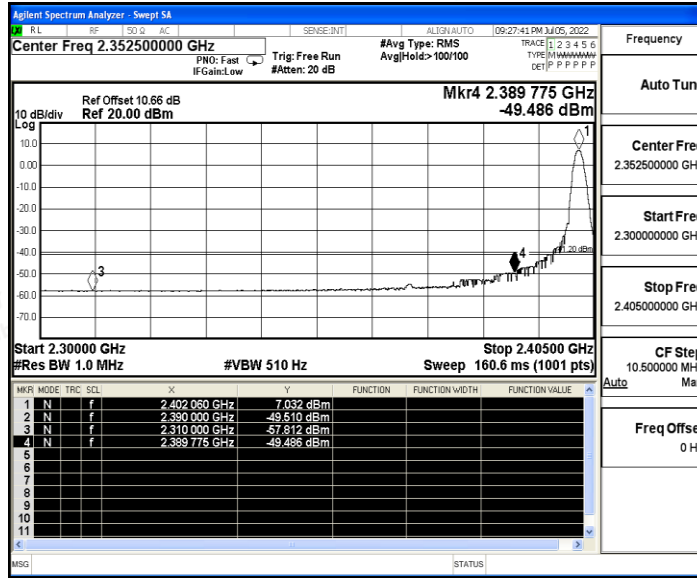 Agilent Spectrum Analyzer - Swept SA
RL RF 50 Ω AC SENSE:INT ALIGNAUTO 09:27:41 PM Jul 05, 2022
Center Freq 2.352500000 GHz #Avg Type: RMS TRACE 1 2 3 4 5 6
PNO: Fast Trig: Free Run Avg|Hold:> 100/100 TYPE M
IFGain:Low #Atten: 20 dB DET P P P P P P
Mkr4 2.389 775 GHz
-49.486 dBm
Ref Offset 10.66 dB
10 dB/div Ref 20.00 dBm
Log
10.0
0.00
-10.0
-20.0
-30.0
-40.0
-50.0
-60.0
-70.0
1
3
4
Start 2.30000 GHz Stop 2.40500 GHz
#Res BW 1.0 MHz #VBW 510 Hz Sweep 160.6 ms (1001 pts)
MKR MODE TRC SCL X Y FUNCTION FUNCTION WIDTH FUNCTION VALUE
1 N f 2.402 060 GHz 7.032 dBm
2 N f 2.390 000 GHz -49.510 dBm
3 N f 2.310 000 GHz -57.812 dBm
4 N f 2.389 775 GHz -49.486 dBm
5
6
7
8
9
10
11
MSG STATUS
Frequency
Auto Tun
Center Fre
2.352500000 GH
Start Fre
2.300000000 GH
Stop Fre
2.405000000 GH
CF Step
10.500000 MH
Auto Ma
Freq Offse
0 H